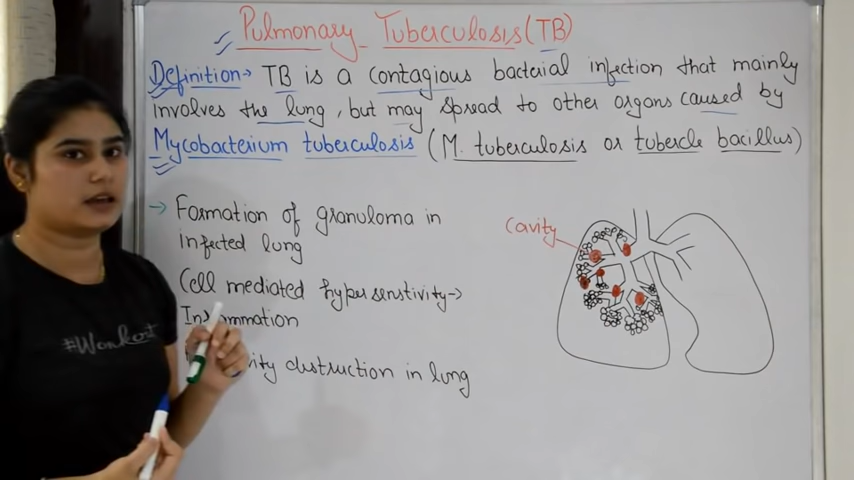 Pulmonary Tuberculosis (TB)
Definition→ TB is a contagious bacterial infection that mainly
involves the lung, but may spread to other organs caused by
Mycobacterium tuberculosis (M. tuberculosis or tubercle bacillus)
→ Formation of granuloma in
infected lung
Cell mediated hypersenstivity→
mmation
distruction in lung
Cavity
#Workout